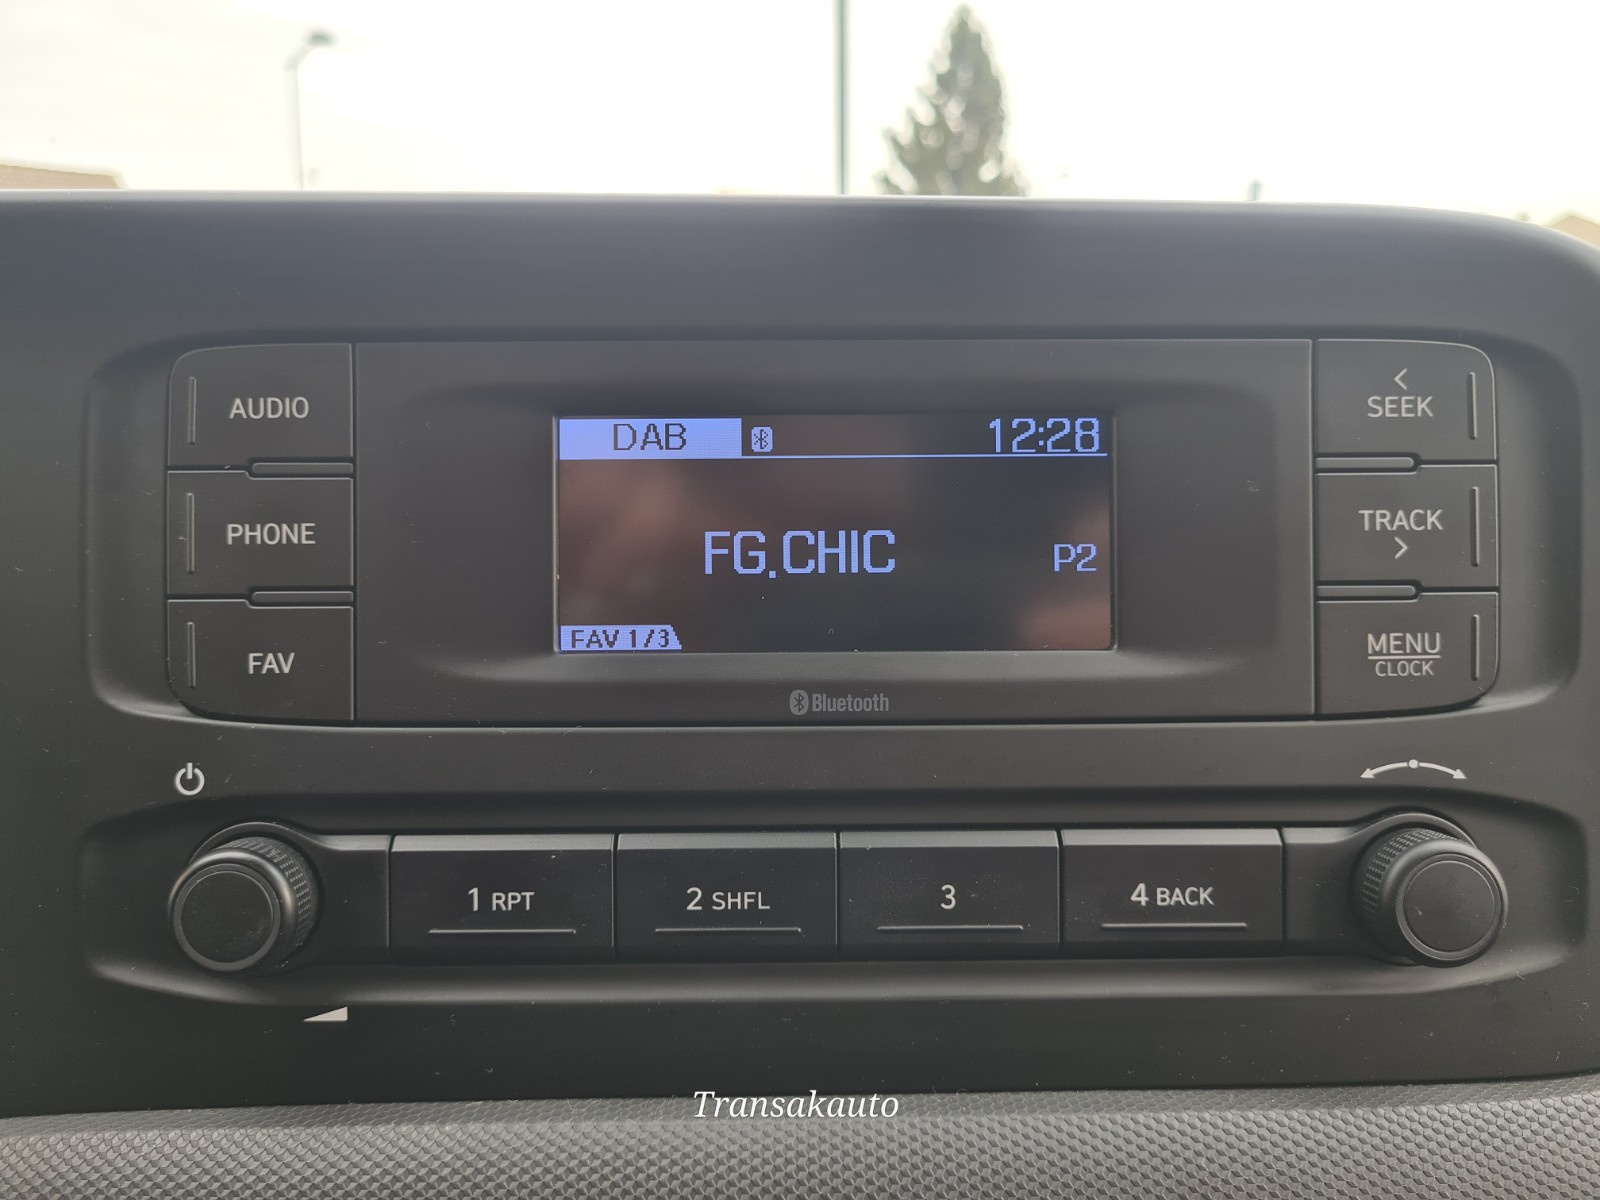 AUDIO
PHONE
FAV
DAB 12:28
FG.CHIC P2
FAV 1/3
Bluetooth
< SEEK
TRACK >
MENU
CLOCK
1 RPT
2 SHFL
3
4 BACK
Transakauto